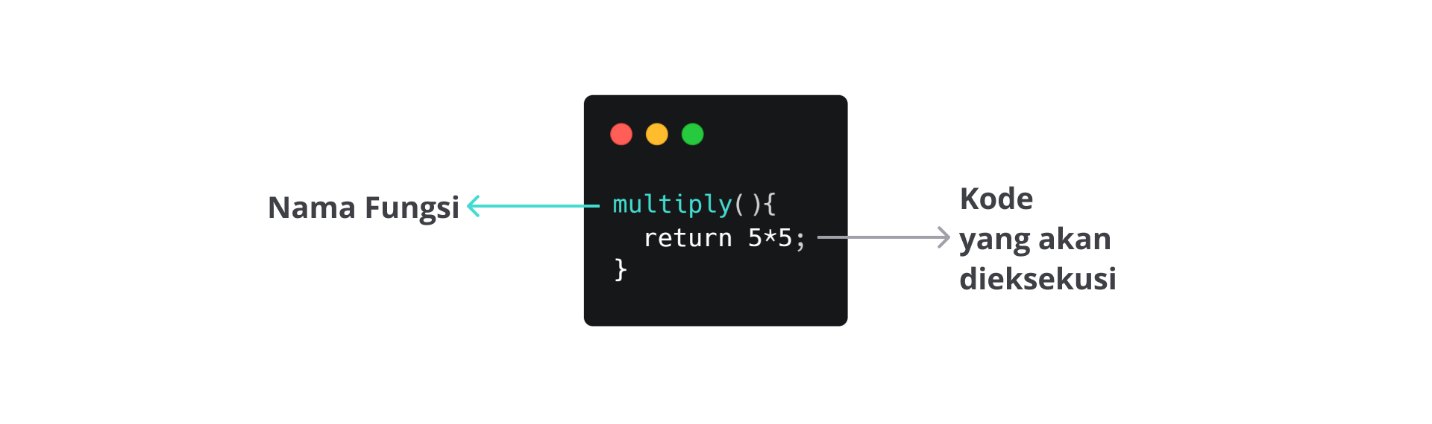 Nama Fungsi
multiply(){
return 5*5;
}
Kode
yang akan
dieksekusi